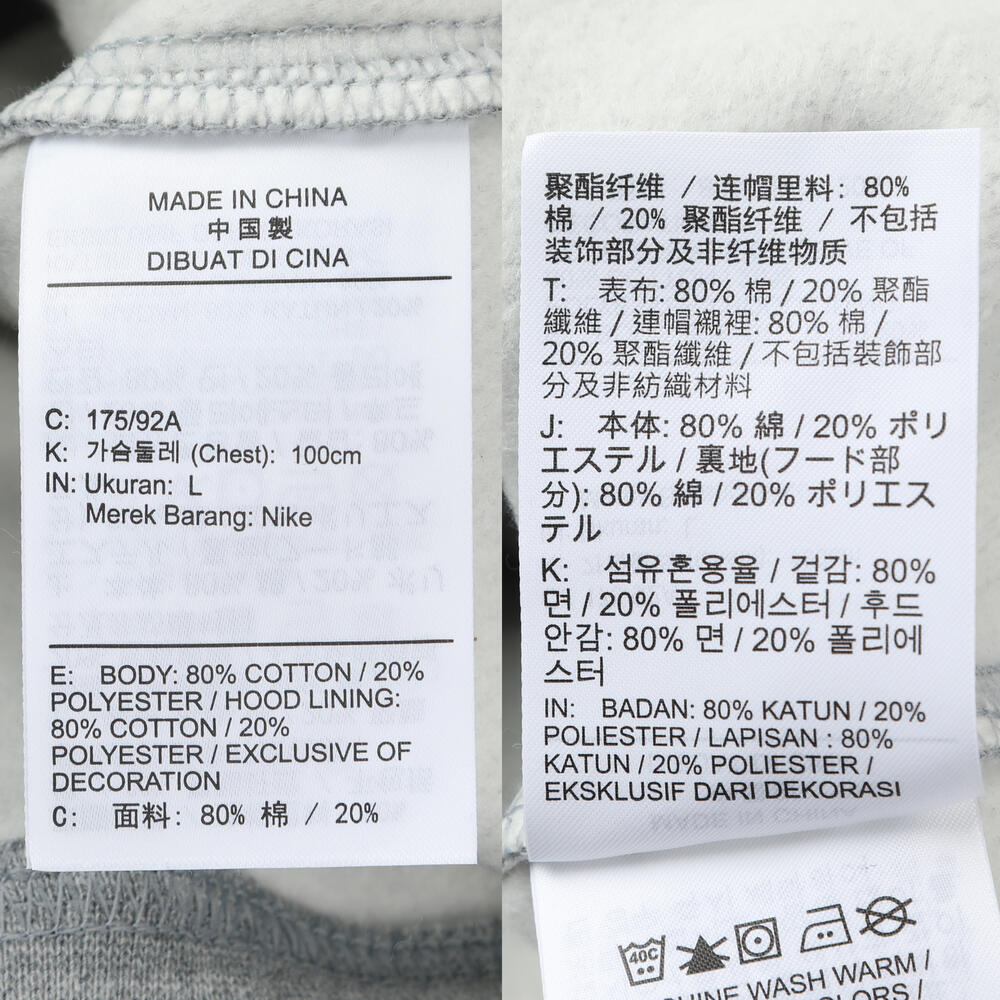 MADE IN CHINA
中国製
DIBUAT DI CINA
C: 175/92A
K: 가슴둘레 (Chest): 100cm
IN: Ukuran: L
Merek Barang: Nike
E: BODY: 80% COTTON / 20%
POLYESTER / HOOD LINING:
80% COTTON / 20%
POLYESTER / EXCLUSIVE OF
DECORATION
C: 面料: 80% 棉 / 20%
聚酯纤维 / 连帽里料: 80%
棉 / 20% 聚酯纤维 / 不包括
装饰部分及非纤维物质
T: 表布: 80% 棉 / 20% 聚酯
纖維 / 連帽襯裡: 80% 棉 /
20% 聚酯纖維 / 不包括裝飾部
分及非紡織材料
J: 本体: 80% 綿 / 20% ポリ
エステル / 裏地(フード部
分): 80% 綿 / 20% ポリエス
テル
K: 섬유혼용율 / 겉감: 80%
면 / 20% 폴리에스터 / 후드
안감: 80% 면 / 20% 폴리에
스터
IN: BADAN: 80% KATUN / 20%
POLIESTER / LAPISAN : 80%
KATUN / 20% POLIESTER /
EKSKLUSIF DARI DEKORASI
40C
WASH WARM /